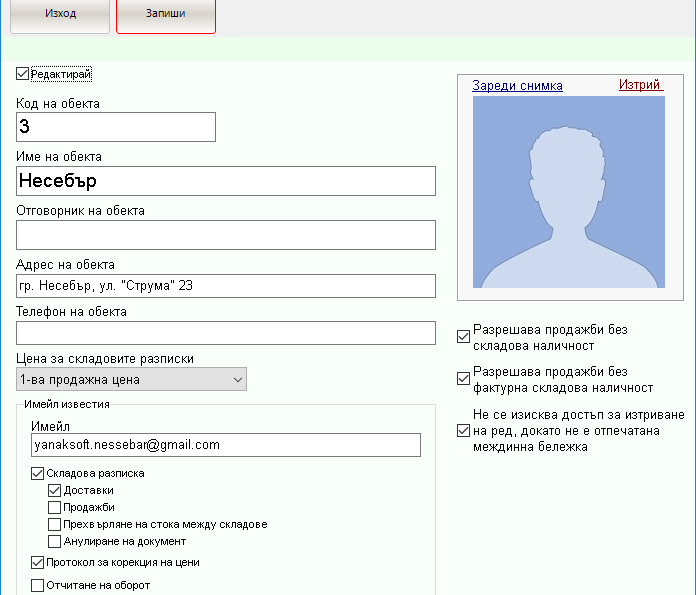 Изход
Запиши
Редактирай
Код на обекта
3
Име на обекта
Несебър
Отговорник на обекта
Адрес на обекта
гр. Несебър, ул. "Струма" 23
Телефон на обекта
Цена за складовите разписки
1-ва продажна цена
Имейл известия
Имейл
yanaksoft.nessebar@gmail.com
Складова разписка
Доставки
Продажби
Прехвърляне на стока между складове
Анулиране на документ
Протокол за корекция на цени
Отчитане на оборот
Зареди снимка
Изтрий
Разрешава продажби без
складова наличност
Разрешава продажби без
фактурна складова наличност
Не се изисква достъп за изтриване
на ред, докато не е отпечатана
междинна бележка